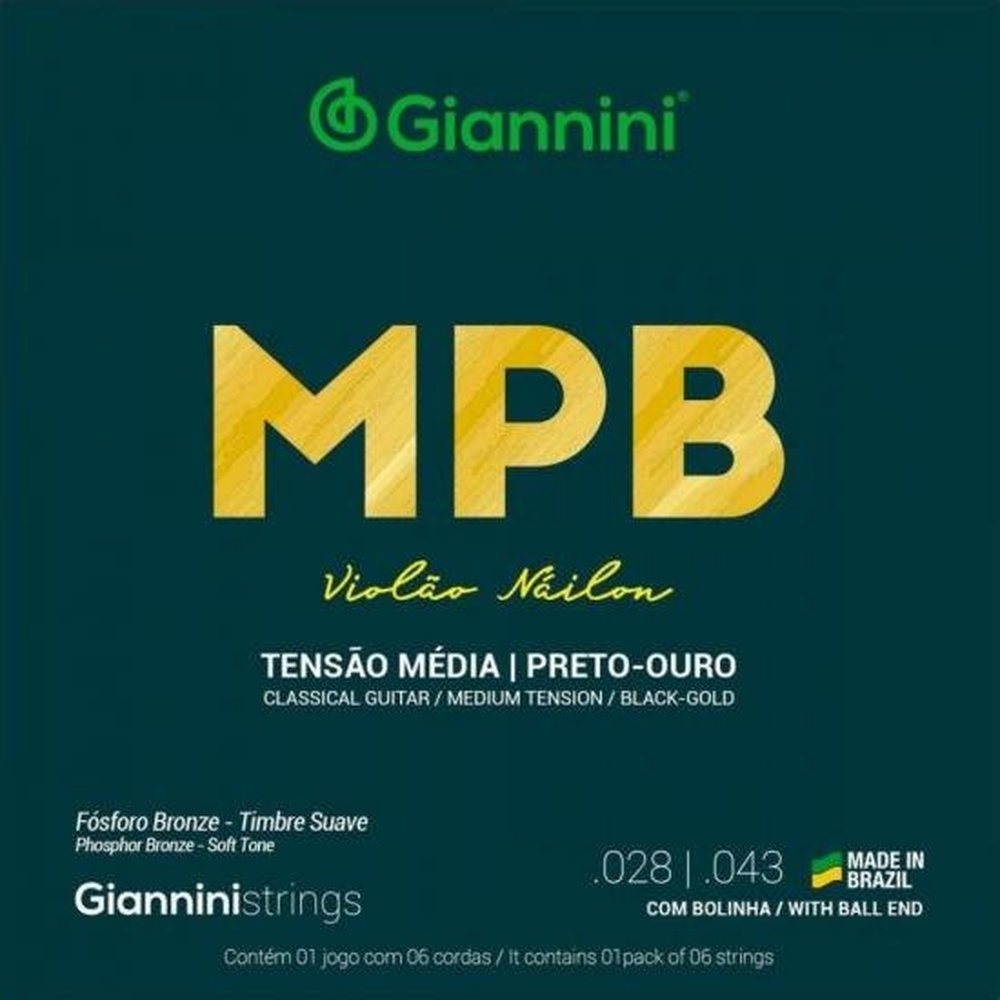 Giannini®
MPB
Violão Náilon
TENSÃO MÉDIA | PRETO-OURO
CLASSICAL GUITAR / MEDIUM TENSION / BLACK-GOLD
Fósforo Bronze - Timbre Suave
Phosphor Bronze - Soft Tone
Gianninistrings
.028 | .043
MADE IN
BRAZIL
COM BOLINHA / WITH BALL END
Contém 01 jogo com 06 cordas / It contains 01pack of 06 strings